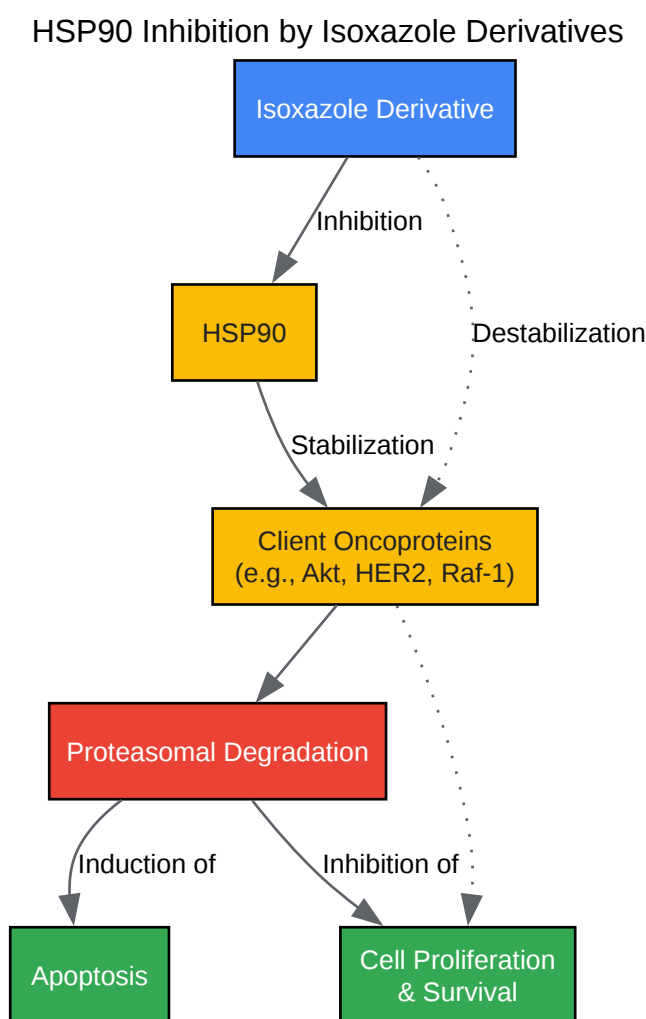 HSP90 Inhibition by Isoxazole Derivatives
Isoxazole Derivative
Inhibition
HSP90
Destabilization
Stabilization
Client Oncoproteins
(e.g., Akt, HER2, Raf-1)
Proteasomal Degradation
Induction of
Inhibition of
Apoptosis
Cell Proliferation
& Survival